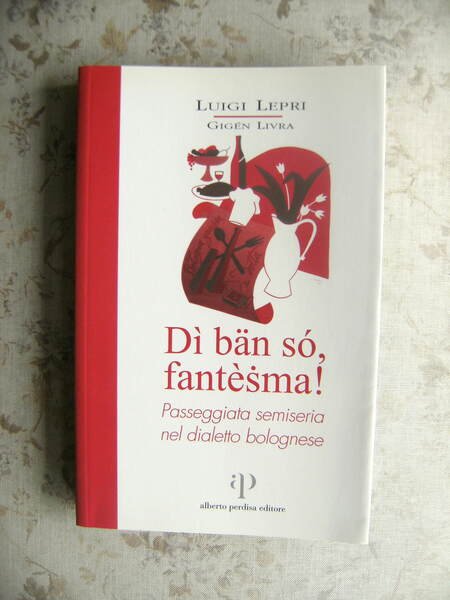 LUIGI LEPRI
GIGÉN LIVRA
Dì bän só,
fantèṡma!
Passeggiata semiseria
nel dialetto bolognese
ap
alberto perdisa editore